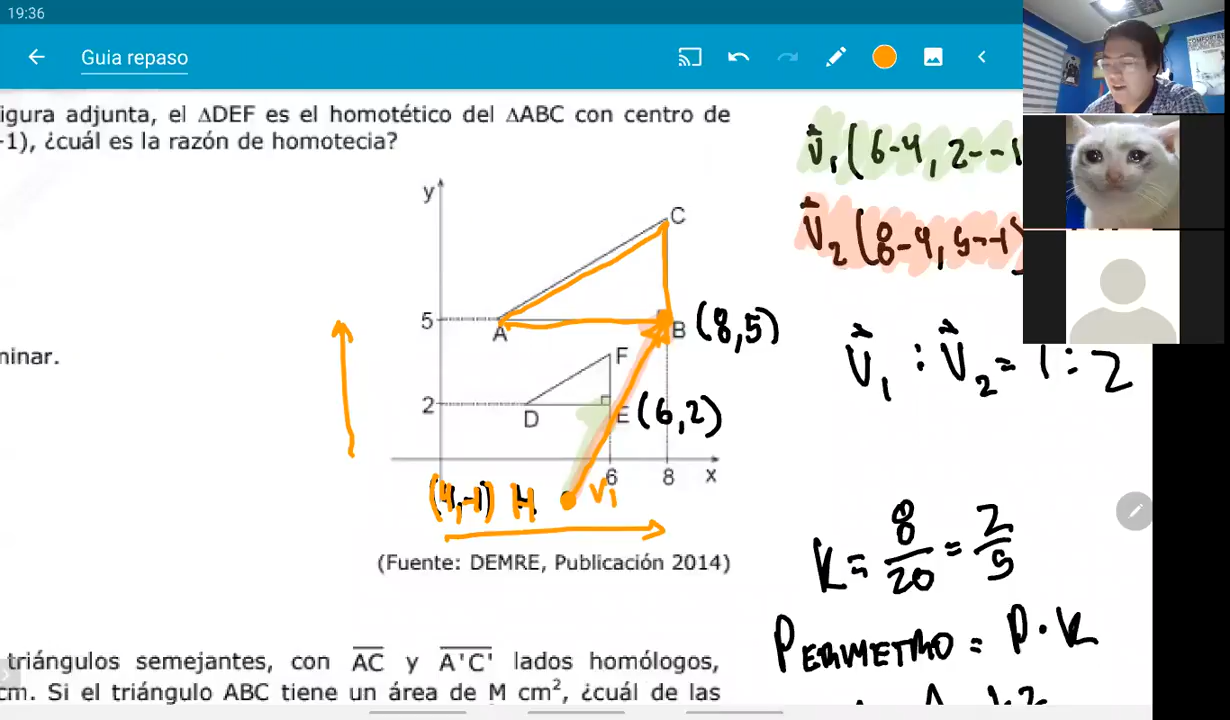 19:36
Guia repaso
igura adjunta, el ΔDEF es el homotético del ΔABC con centro de
-1), ¿cuál es la razón de homotecia?
V₁(6-4, 2--1
V₂(8-4, 5--1)
y
C
5
A
B (8,5)
minar.
F
V₁ : V₂ = 1 : 2
2
D
E (6,2)
6 8 x
(4,-1) H V₁
K = 8/20 = 2/5
(Fuente: DEMRE, Publicación 2014)
PERIMETRO = P · K
triángulos semejantes, con AC y A'C' lados homólogos,
cm. Si el triángulo ABC tiene un área de M cm², ¿cuál de las